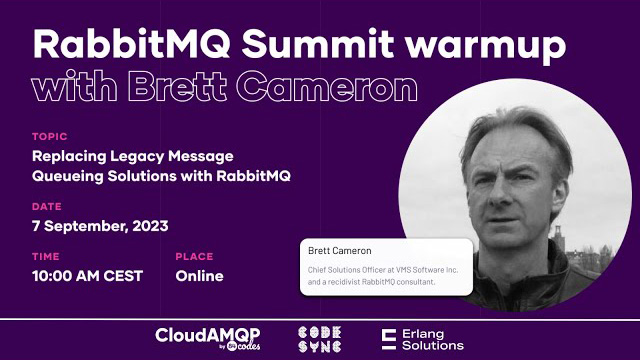 RabbitMQ Summit warmup
with Brett Cameron
TOPIC
Replacing Legacy Message
Queueing Solutions with RabbitMQ
DATE
7 September, 2023
TIME
10:00 AM CEST
PLACE
Online
Brett Cameron
Chief Solutions Officer at VMS Software Inc.
and a recidivist RabbitMQ consultant.
CloudAMQP
by 84codes
CODE
SYNC
Erlang
Solutions